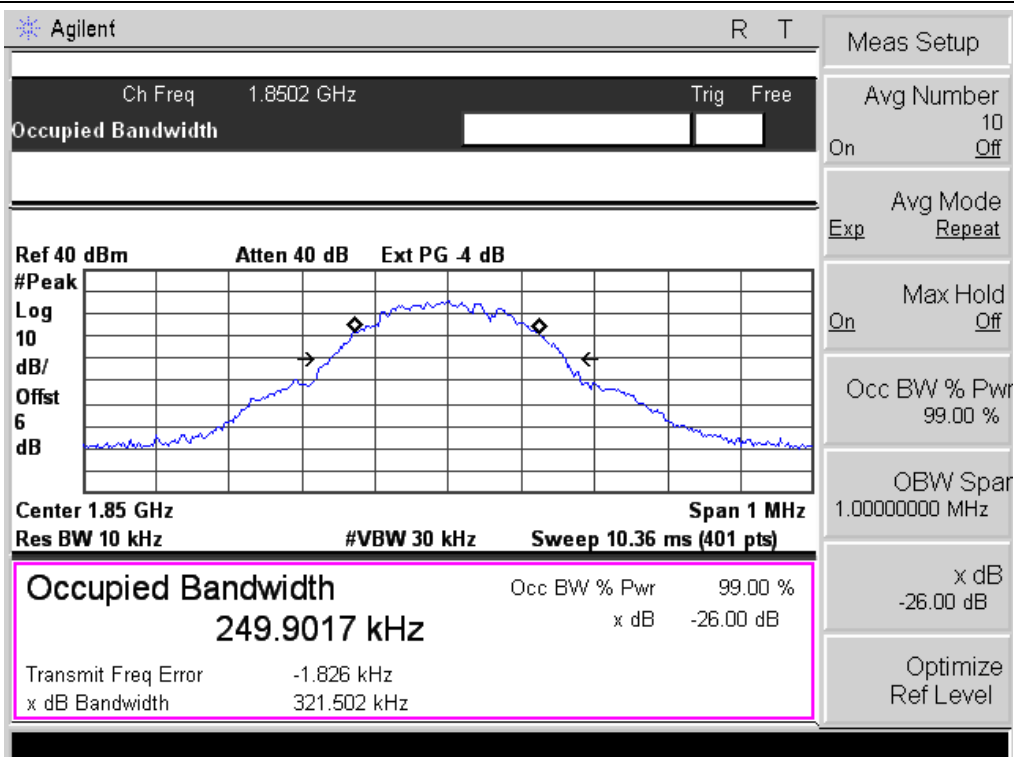 Agilent R T
Ch Freq 1.8502 GHz Trig Free
Occupied Bandwidth
Ref 40 dBm Atten 40 dB Ext PG -4 dB
#Peak
Log
10
dB/
Offst
6
dB
Center 1.85 GHz Span 1 MHz
Res BW 10 kHz #VBW 30 kHz Sweep 10.36 ms (401 pts)
Occupied Bandwidth Occ BW % Pwr 99.00 %
249.9017 kHz x dB -26.00 dB
Transmit Freq Error -1.826 kHz
x dB Bandwidth 321.502 kHz
Meas Setup
Avg Number
10
On Off
Avg Mode
Exp Repeat
Max Hold
On Off
Occ BW % Pwr
99.00 %
OBW Span
1.00000000 MHz
x dB
-26.00 dB
Optimize
Ref Level